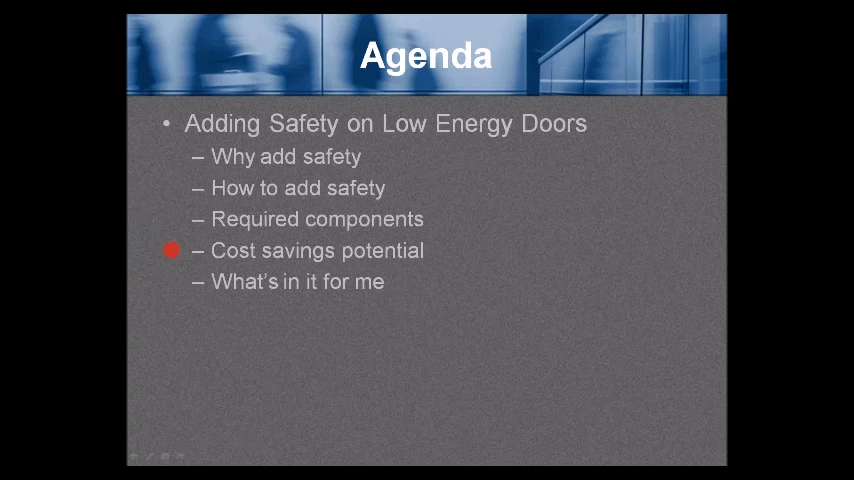 Agenda
• Adding Safety on Low Energy Doors
– Why add safety
– How to add safety
– Required components
– Cost savings potential
– What's in it for me